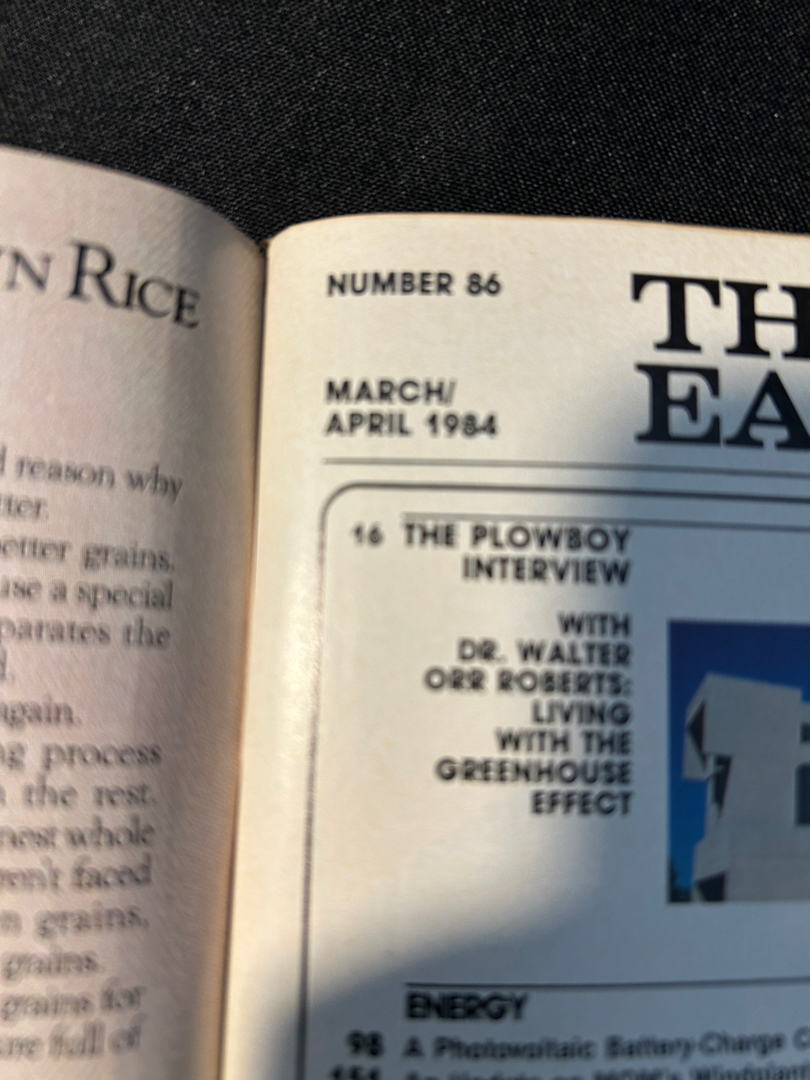 N RICE
reason why
tter.
etter grains.
use a special
parates the
again.
process
the rest.
nest whole
ren't faced
n grains,
grains.
grains for
are full of
NUMBER 86
MARCH/
APRIL 1984
TH
EA
16 THE PLOWBOY
INTERVIEW
WITH
DR. WALTER
ORR ROBERTS:
LIVING
WITH THE
GREENHOUSE
EFFECT
ENERGY
98 A Photovoltaic Battery-Charge C